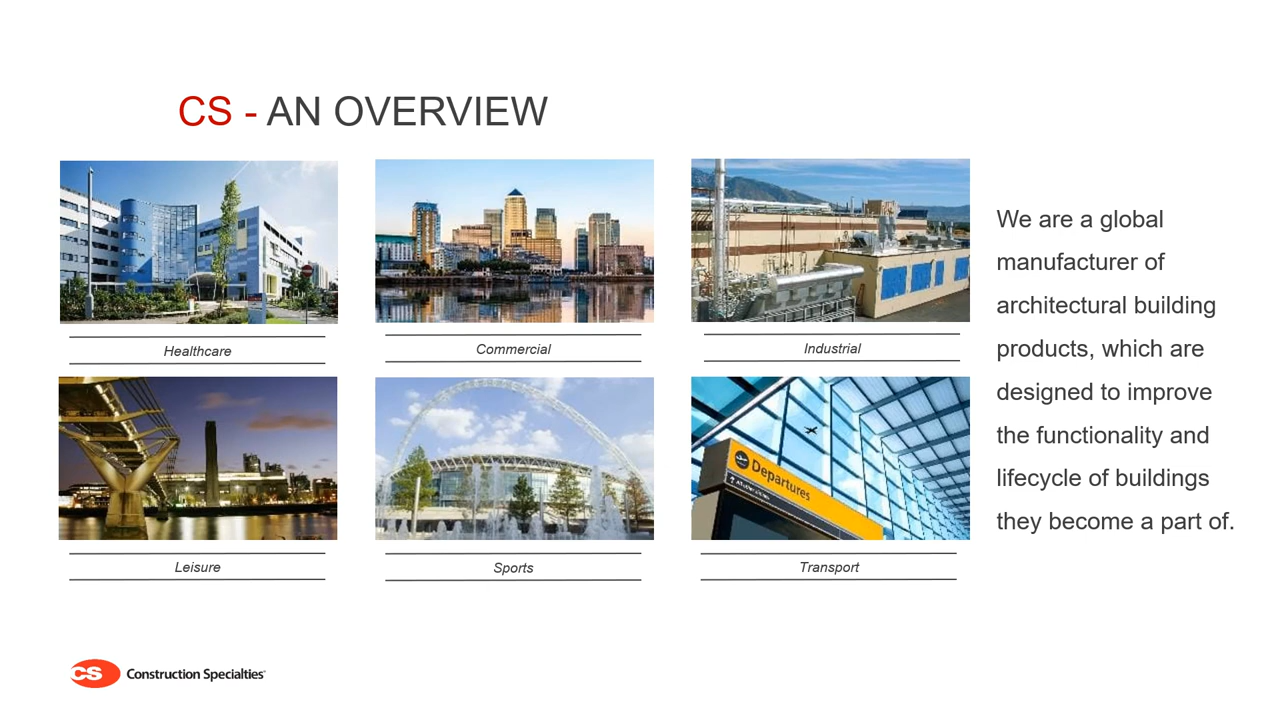 CS - AN OVERVIEW
Healthcare
Commercial
Industrial
Departures
Leisure
Sports
Transport
We are a global
manufacturer of
architectural building
products, which are
designed to improve
the functionality and
lifecycle of buildings
they become a part of.
CS Construction Specialties